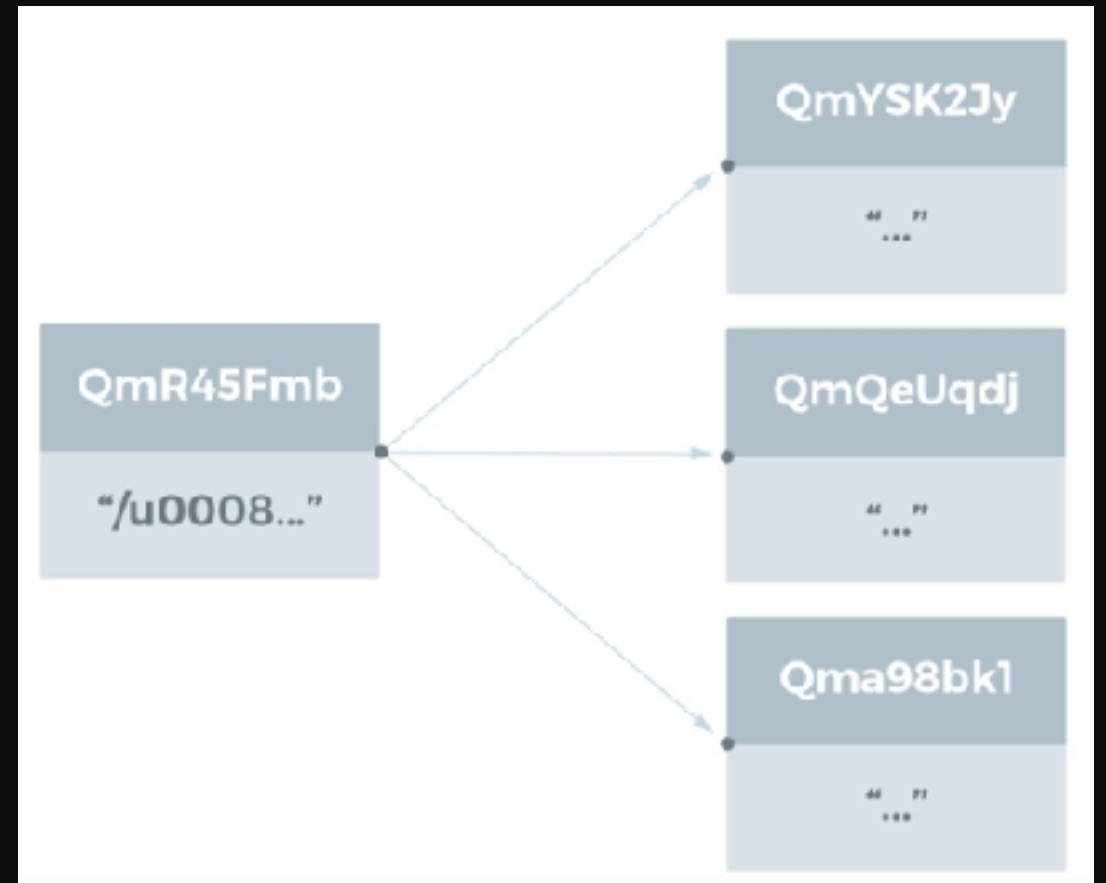 QmYSK2Jy
“...”
QmR45Fmb
“/u0008...”
QmQeUqdj
“...”
Qma98bk1
“...”